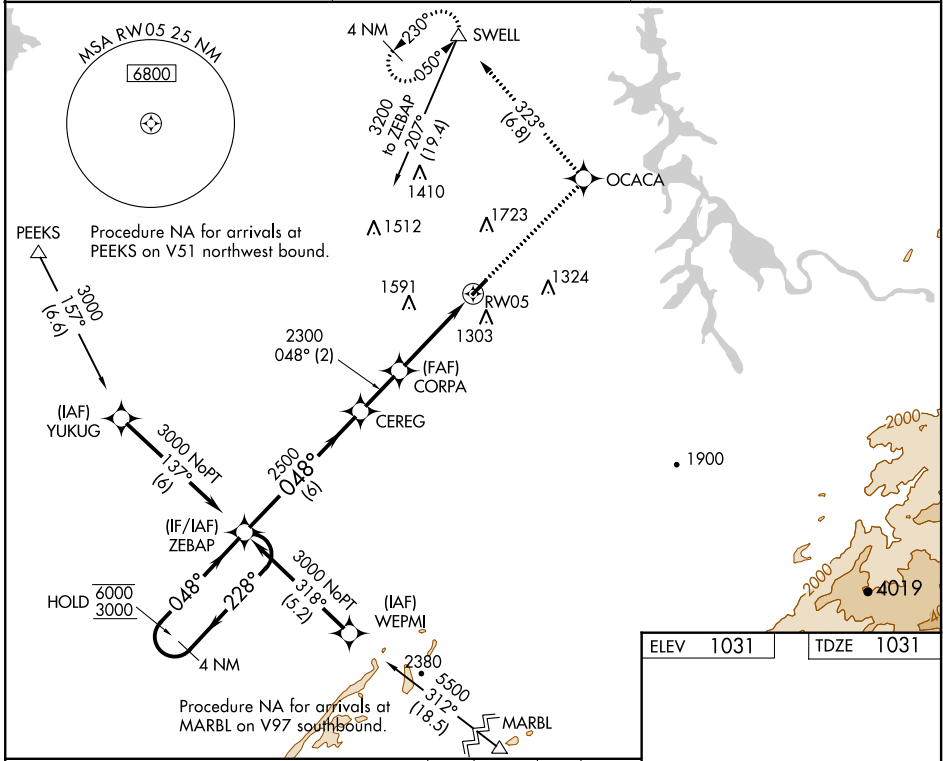 MSA RW05 25 NM
6800
4 NM
230°
050°
SWELL
3200
to ZEBAP
207°
(19.4)
323°
(6.8)
OCACA
1410
1512
1723
PEEKS
Procedure NA for arrivals at
PEEKS on V51 northwest bound.
3000
157°
(6.6)
1591
1324
RW05
1303
2300
048° (2)
(FAF)
CORPA
CEREG
(IAF)
YUKUG
3000 NoPT
137°
(6)
2500
048°
(6)
2000
1900
(IF/IAF)
ZEBAP
3000 NoPT
318°
(5.2)
(IAF)
WEPMI
HOLD
6000
3000
048°
228°
4 NM
2000
4019
2380
5500
312°
(18.5)
MARBL
Procedure NA for arrivals at
MARBL on V97 southbound.
ELEV 1031
TDZE 1031